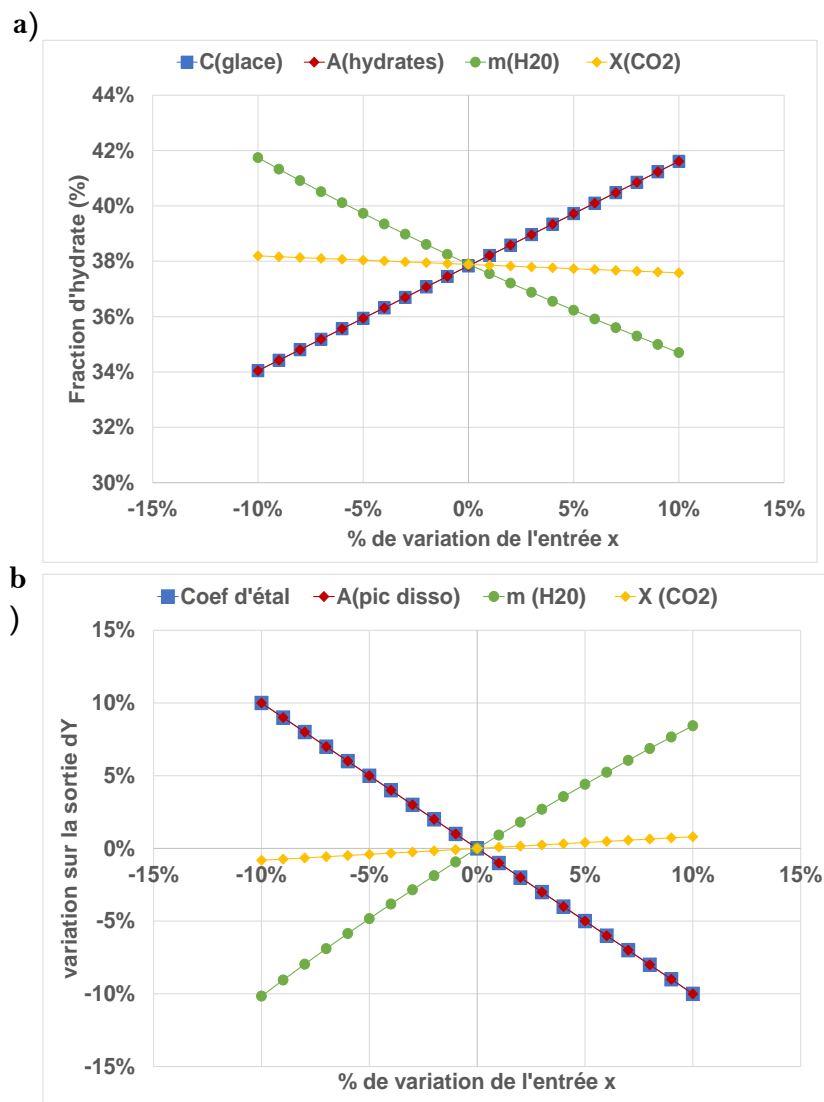 a)
C(glace) A(hydrates) m(H20) X(CO2)
44%
42%
40%
38%
36%
34%
32%
30%
Fraction d'hydrate (%)
-15% -10% -5% 0% 5% 10% 15%
% de variation de l'entrée x
b
)
Coef d'étal A(pic disso) m (H20) X (CO2)
15%
10%
5%
0%
-5%
-10%
-15%
variation sur la sortie dY
-15% -10% -5% 0% 5% 10% 15%
% de variation de l'entrée x